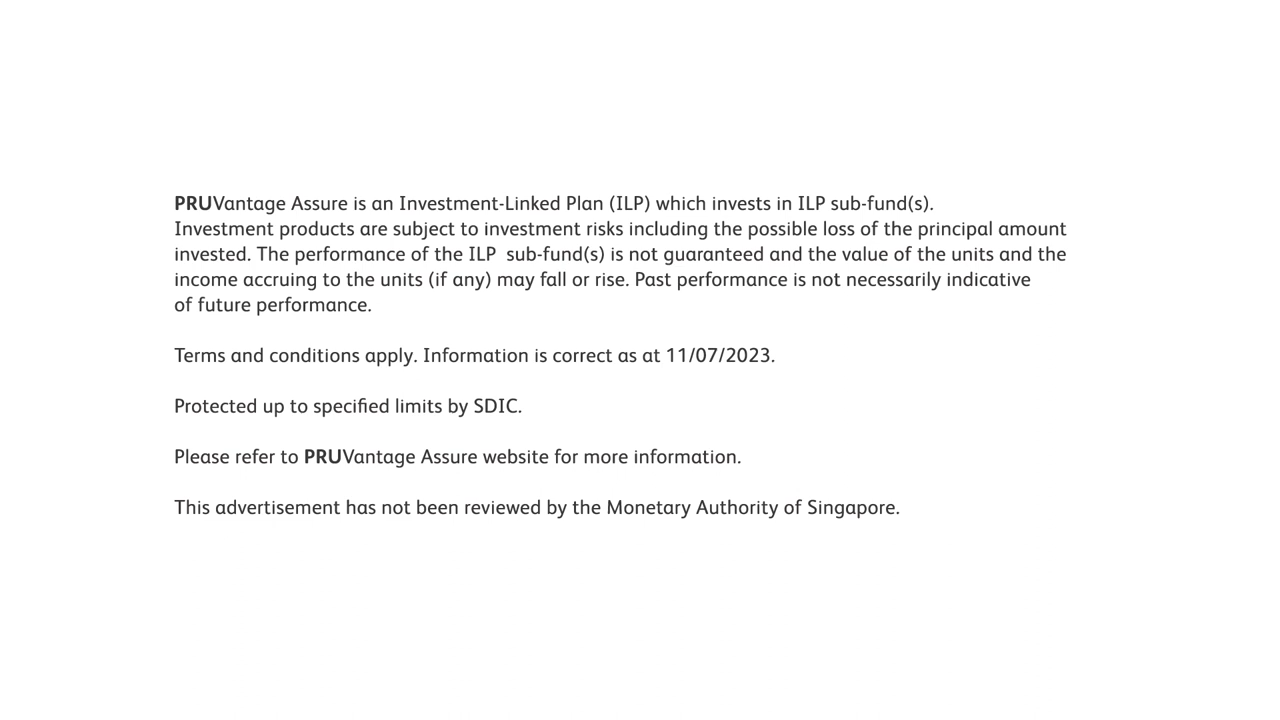 PRUVantage Assure is an Investment-Linked Plan (ILP) which invests in ILP sub-fund(s).
Investment products are subject to investment risks including the possible loss of the principal amount
invested. The performance of the ILP  sub-fund(s) is not guaranteed and the value of the units and the
income accruing to the units (if any) may fall or rise. Past performance is not necessarily indicative
of future performance.
Terms and conditions apply. Information is correct as at 11/07/2023.
Protected up to specified limits by SDIC.
Please refer to PRUVantage Assure website for more information.
This advertisement has not been reviewed by the Monetary Authority of Singapore.